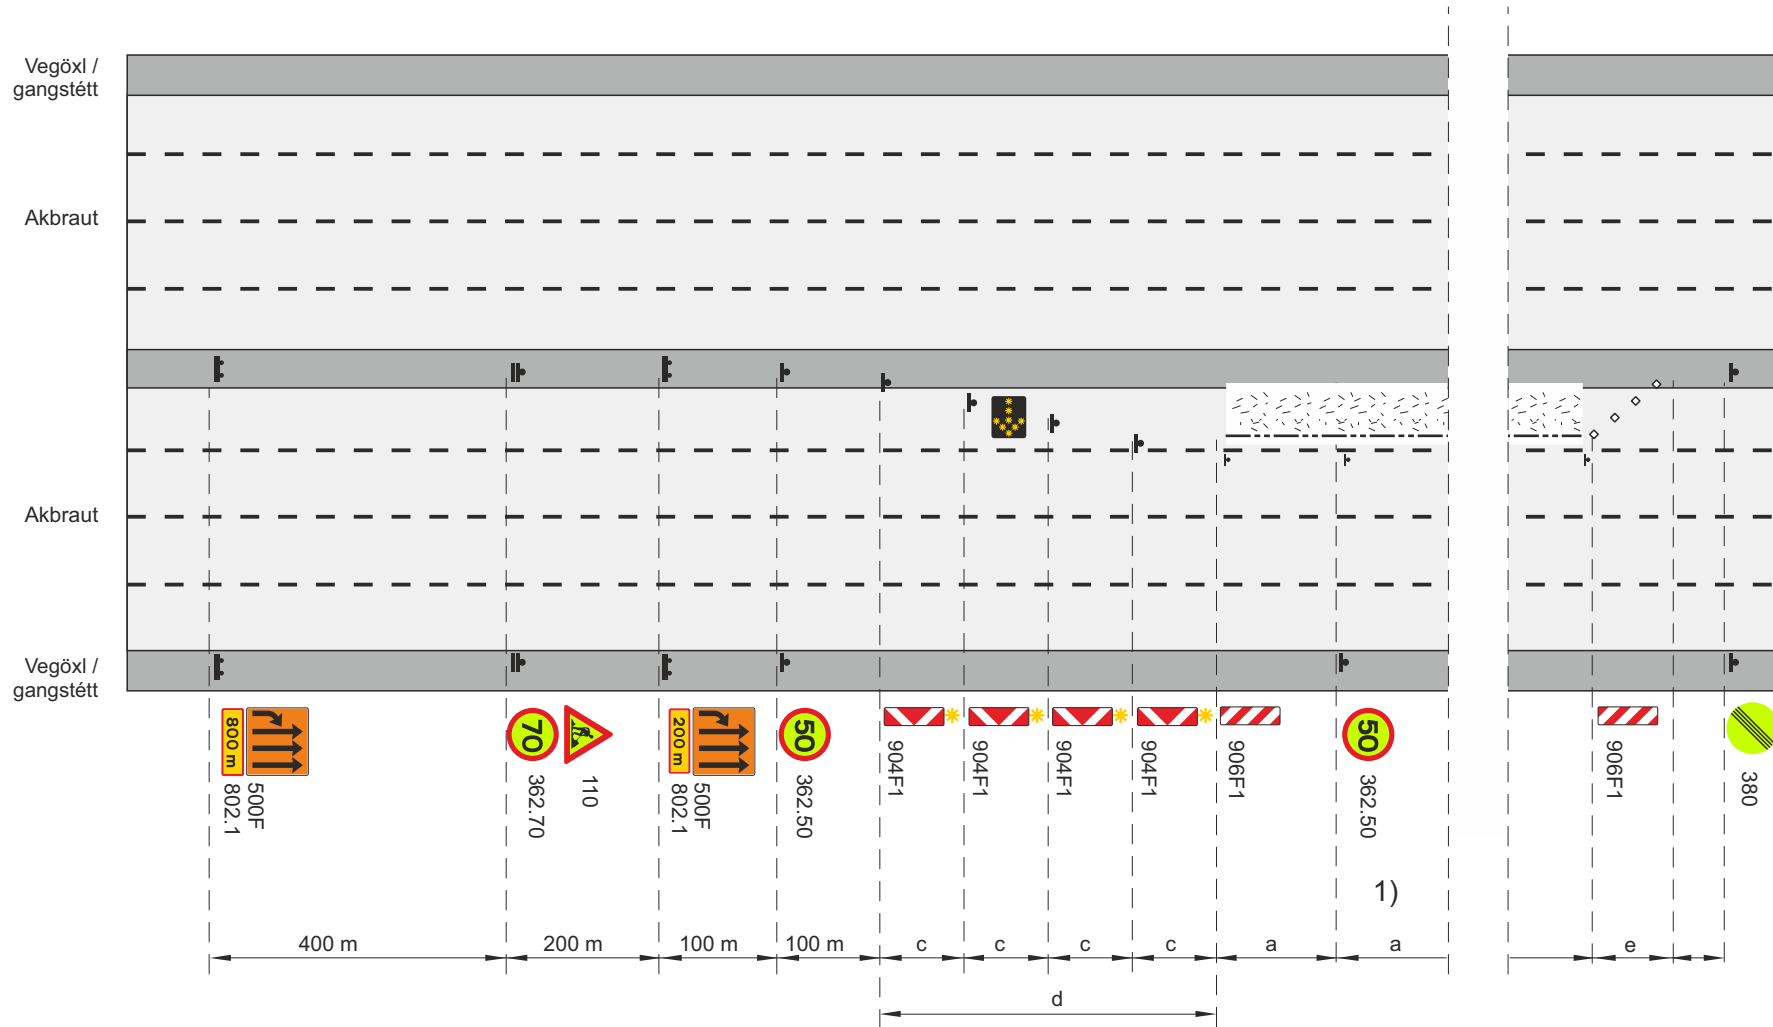 Vegöxl /
gangstétt
Akbraut
Akbraut
Vegöxl /
gangstétt
800 m
500F
802.1
70
362.70
110
200 m
500F
802.1
50
362.50
904F1
904F1
904F1
904F1
906F1
50
362.50
906F1
380
1)
400 m
200 m
100 m
100 m
c
c
c
c
a
a
e
d